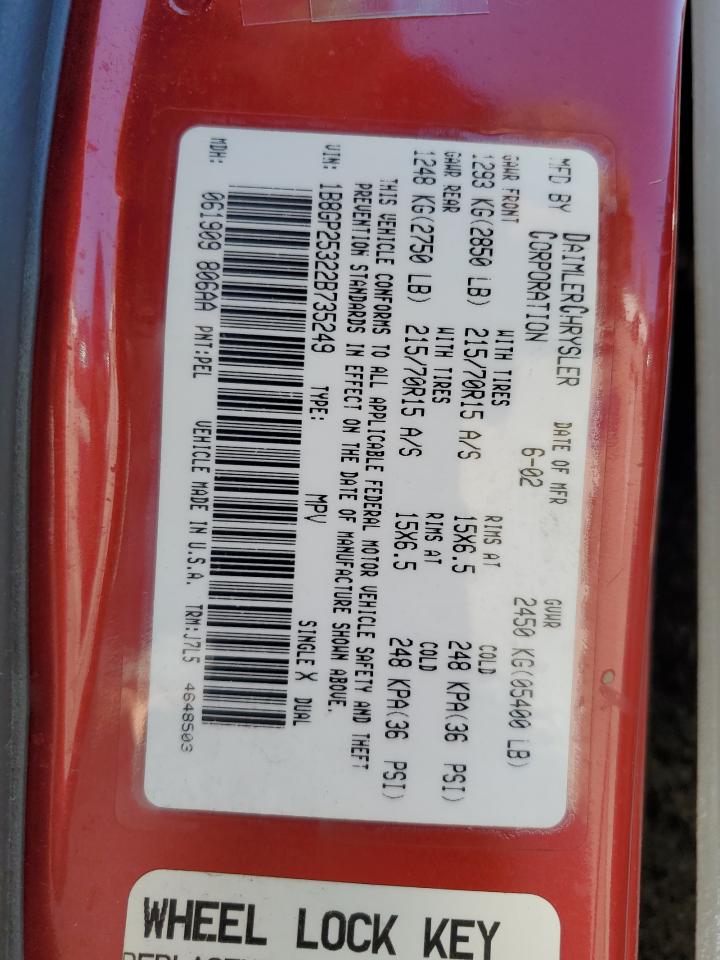 MFD BY DAIMLERCHRYSLER DATE OF MFR GVWR
CORPORATION 6-02 2450 KG(05400 LB)
GAWR FRONT WITH TIRES RIMS AT COLD
1293 KG(2850 LB) 215/70R15 A/S 15X6.5 248 KPA(36 PSI)
GAWR REAR WITH TIRES RIMS AT COLD
1248 KG(2750 LB) 215/70R15 A/S 15X6.5 248 KPA(36 PSI)
THIS VEHICLE CONFORMS TO ALL APPLICABLE FEDERAL MOTOR VEHICLE SAFETY AND THEFT
PREVENTION STANDARDS IN EFFECT ON THE DATE OF MANUFACTURE SHOWN ABOVE.
VIN: 1B8GP25322B735249 TYPE: MPV SINGLE X DUAL
MDH: 061909 806AA PNT:PEL VEHICLE MADE IN U.S.A. TRM:J7L5 4648503
WHEEL LOCK KEY